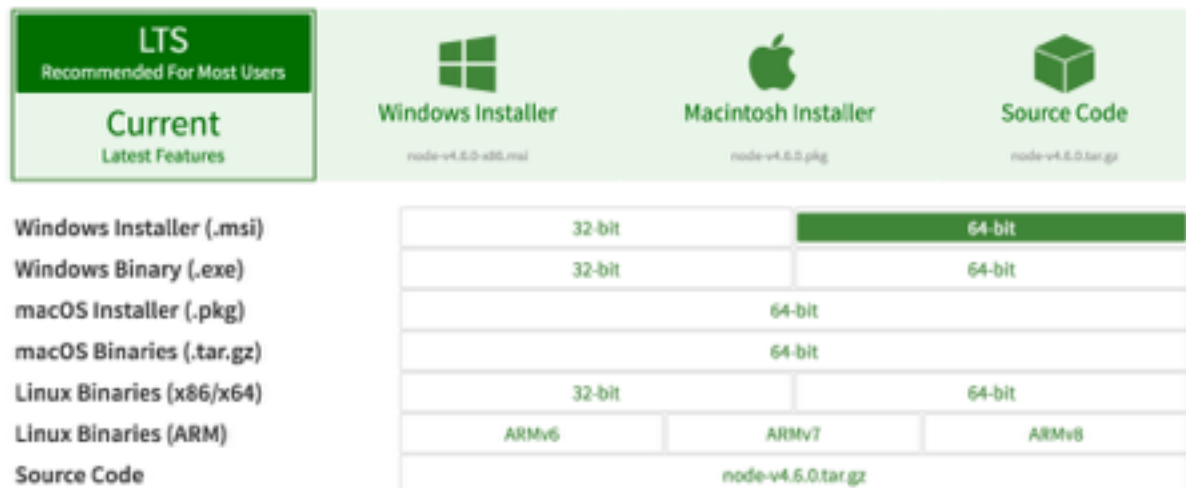 LTS
Recommended For Most Users
Current
Latest Features
Windows Installer
node-v4.6.0-x86.msi
Macintosh Installer
node-v4.6.0.pkg
Source Code
node-v4.6.0.tar.gz
Windows Installer (.msi) 32-bit 64-bit
Windows Binary (.exe) 32-bit 64-bit
macOS Installer (.pkg) 64-bit
macOS Binaries (.tar.gz) 64-bit
Linux Binaries (x86/x64) 32-bit 64-bit
Linux Binaries (ARM) ARMv6 ARMv7 ARMv8
Source Code node-v4.6.0.tar.gz